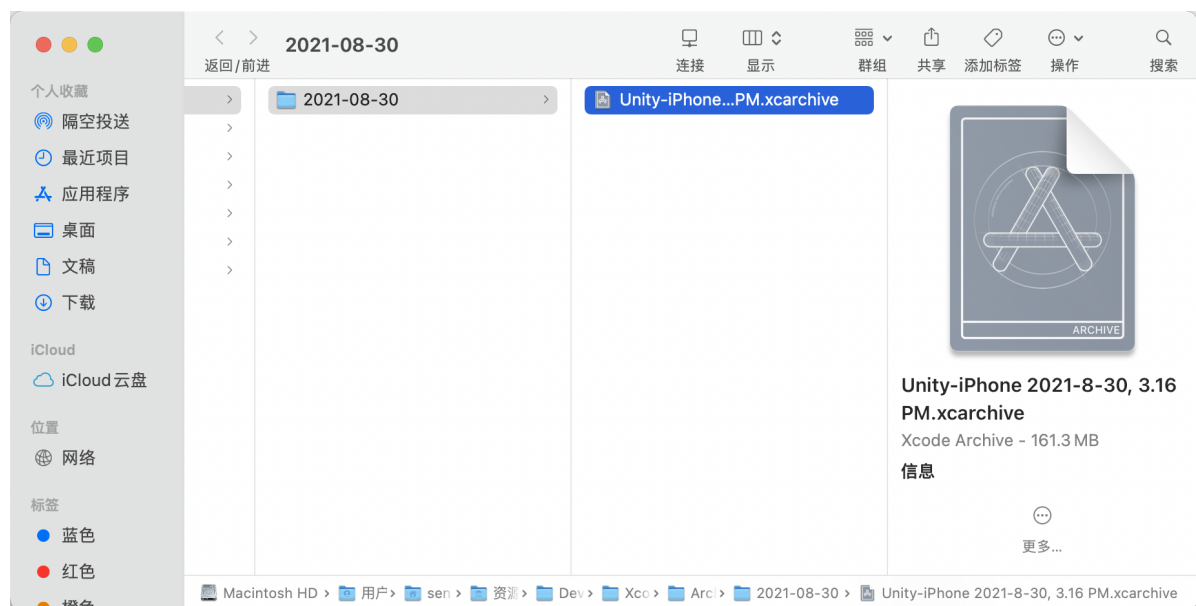 2021-08-30
返回/前进
连接
显示
群组
共享
添加标签
操作
搜索
个人收藏
隔空投送
最近项目
应用程序
桌面
文稿
下载
iCloud
iCloud云盘
位置
网络
标签
蓝色
红色
橙色
2021-08-30
Unity-iPhone...PM.xcarchive
ARCHIVE
Unity-iPhone 2021-8-30, 3.16
PM.xcarchive
Xcode Archive - 161.3 MB
信息
更多...
Macintosh HD › 用户 › sen › 资源 › Dev › Xco › Arc › 2021-08-30 › Unity-iPhone 2021-8-30, 3.16 PM.xcarchive